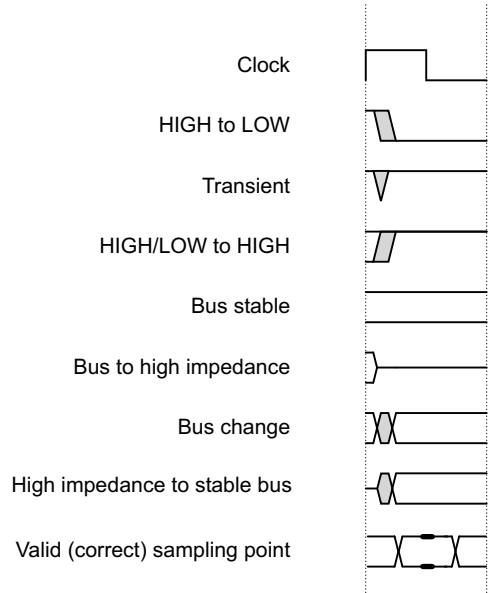 Clock
HIGH to LOW
Transient
HIGH/LOW to HIGH
Bus stable
Bus to high impedance
Bus change
High impedance to stable bus
Valid (correct) sampling point